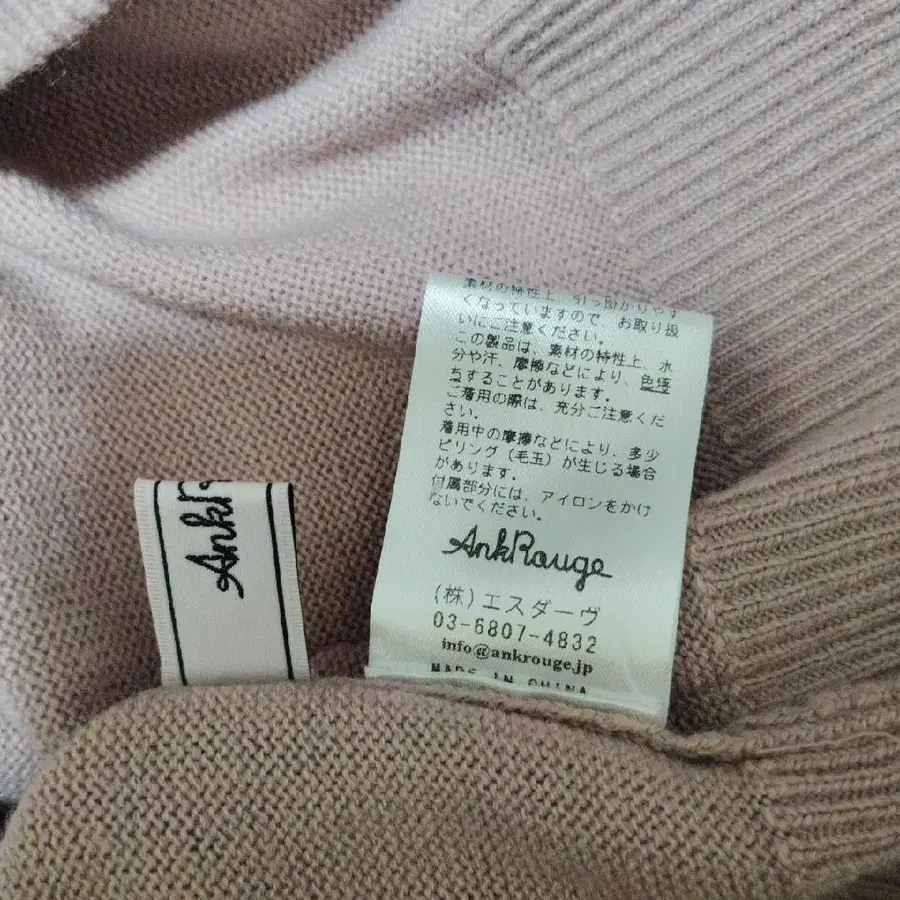 Ankr
素材の特性上、引っ掛かりやす
くなっていますので、お取り扱
いにご注意ください。
この製品は、素材の特性上、水
分や汗、摩擦などにより、色落
ちすることがあります。
ご着用の際は、充分ご注意くだ
さい。
着用中の摩擦などにより、多少
ピリング（毛玉）が生じる場合
があります。
付属部分には、アイロンをかけ
ないでください。
AnkRouge
(株)エスダーヴ
03-6807-4832
info@ankrouge.jp
MADE IN CHINA